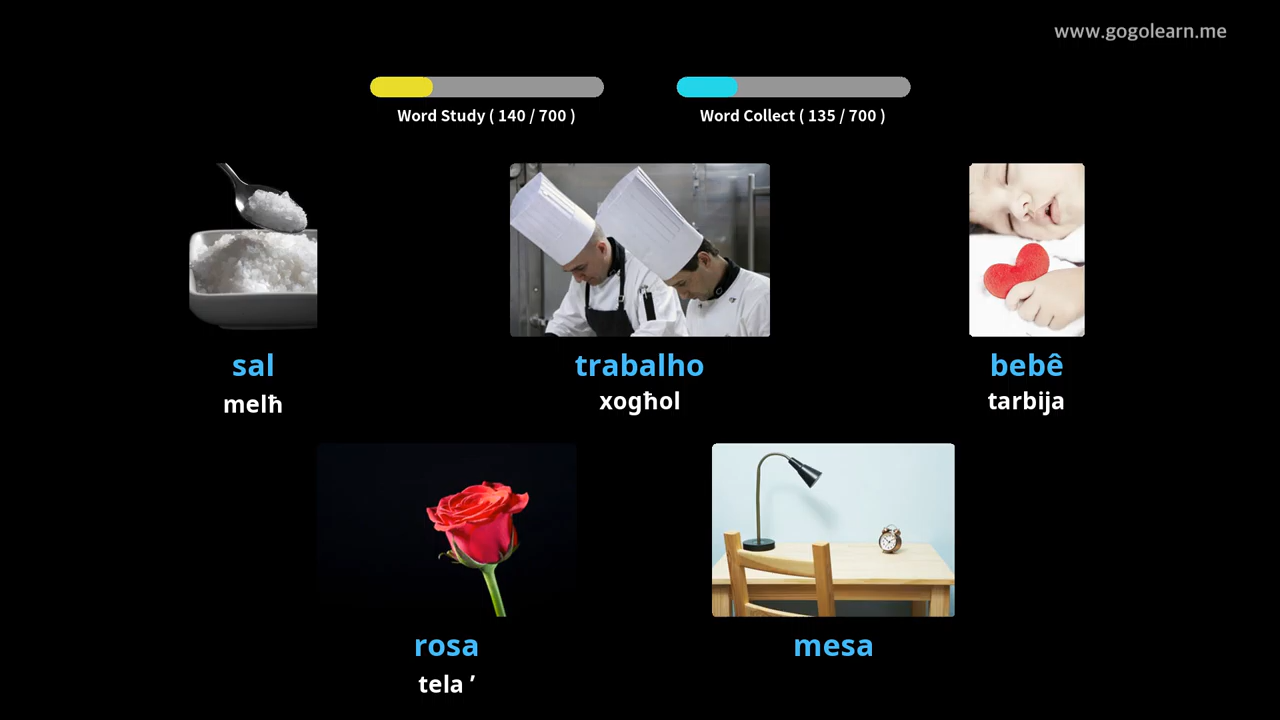 www.gogolearn.me
Word Study ( 140 / 700 )
Word Collect ( 135 / 700 )
sal
melħ
trabalho
xogħol
bebê
tarbija
rosa
tela ’
mesa